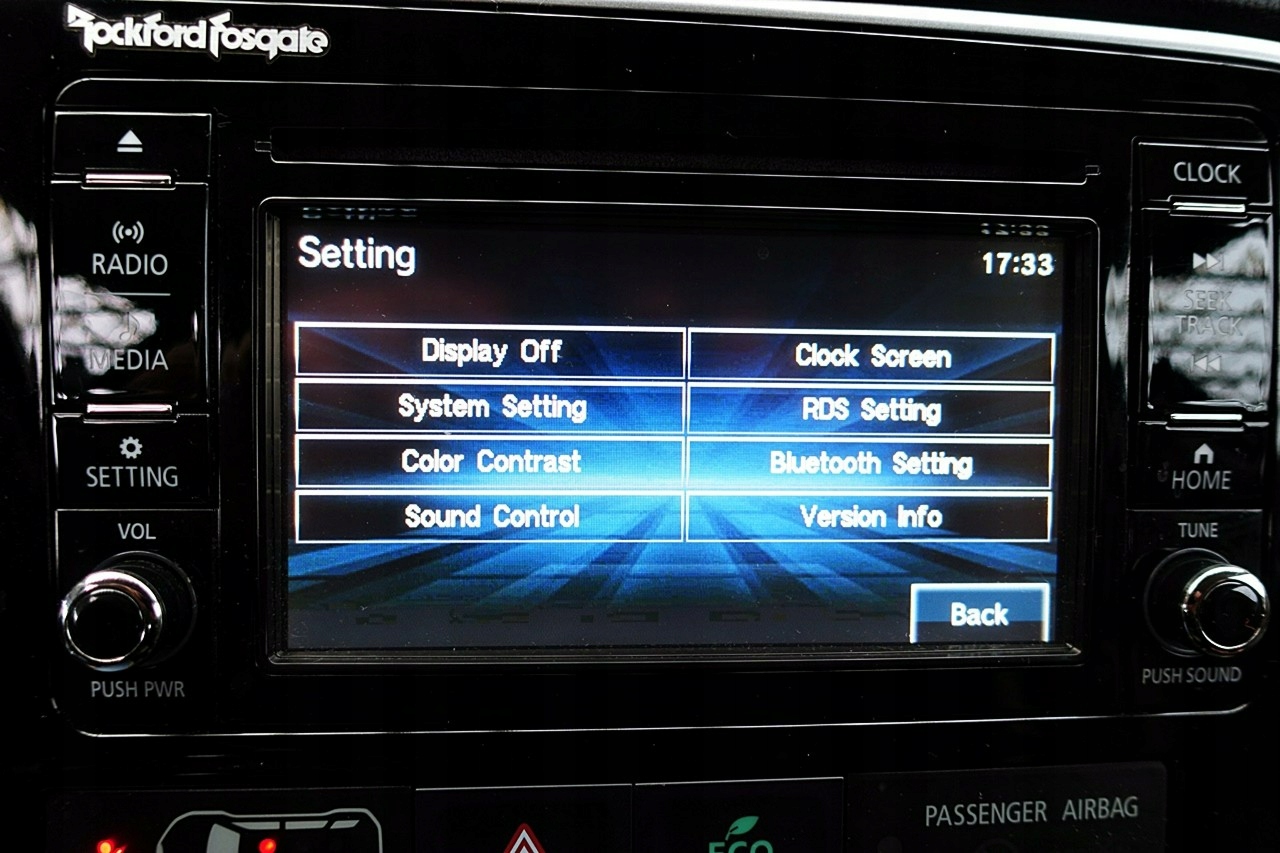 Rockford Fosgate
CLOCK
RADIO
MEDIA
SETTING
VOL
PUSH PWR
Setting
17:33
Display Off
Clock Screen
System Setting
RDS Setting
Color Contrast
Bluetooth Setting
Sound Control
Version Info
Back
SEEK
TRACK
HOME
TUNE
PUSH SOUND
ECO
PASSENGER AIRBAG